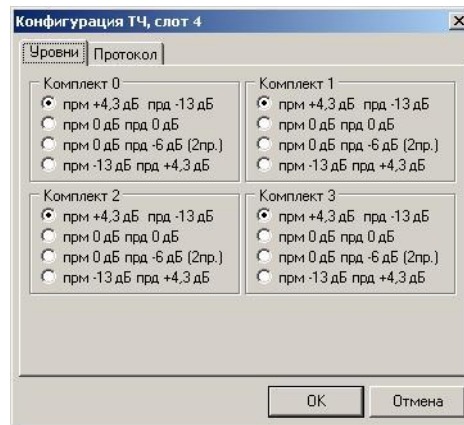 Конфигурация ТЧ, слот 4
Уровни Протокол
Комплект 0
прм +4,3 дБ прд -13 дБ
прм 0 дБ прд 0 дБ
прм 0 дБ прд -6 дБ (2пр.)
прм -13 дБ прд +4,3 дБ
Комплект 1
прм +4,3 дБ прд -13 дБ
прм 0 дБ прд 0 дБ
прм 0 дБ прд -6 дБ (2пр.)
прм -13 дБ прд +4,3 дБ
Комплект 2
прм +4,3 дБ прд -13 дБ
прм 0 дБ прд 0 дБ
прм 0 дБ прд -6 дБ (2пр.)
прм -13 дБ прд +4,3 дБ
Комплект 3
прм +4,3 дБ прд -13 дБ
прм 0 дБ прд 0 дБ
прм 0 дБ прд -6 дБ (2пр.)
прм -13 дБ прд +4,3 дБ
OK Отмена